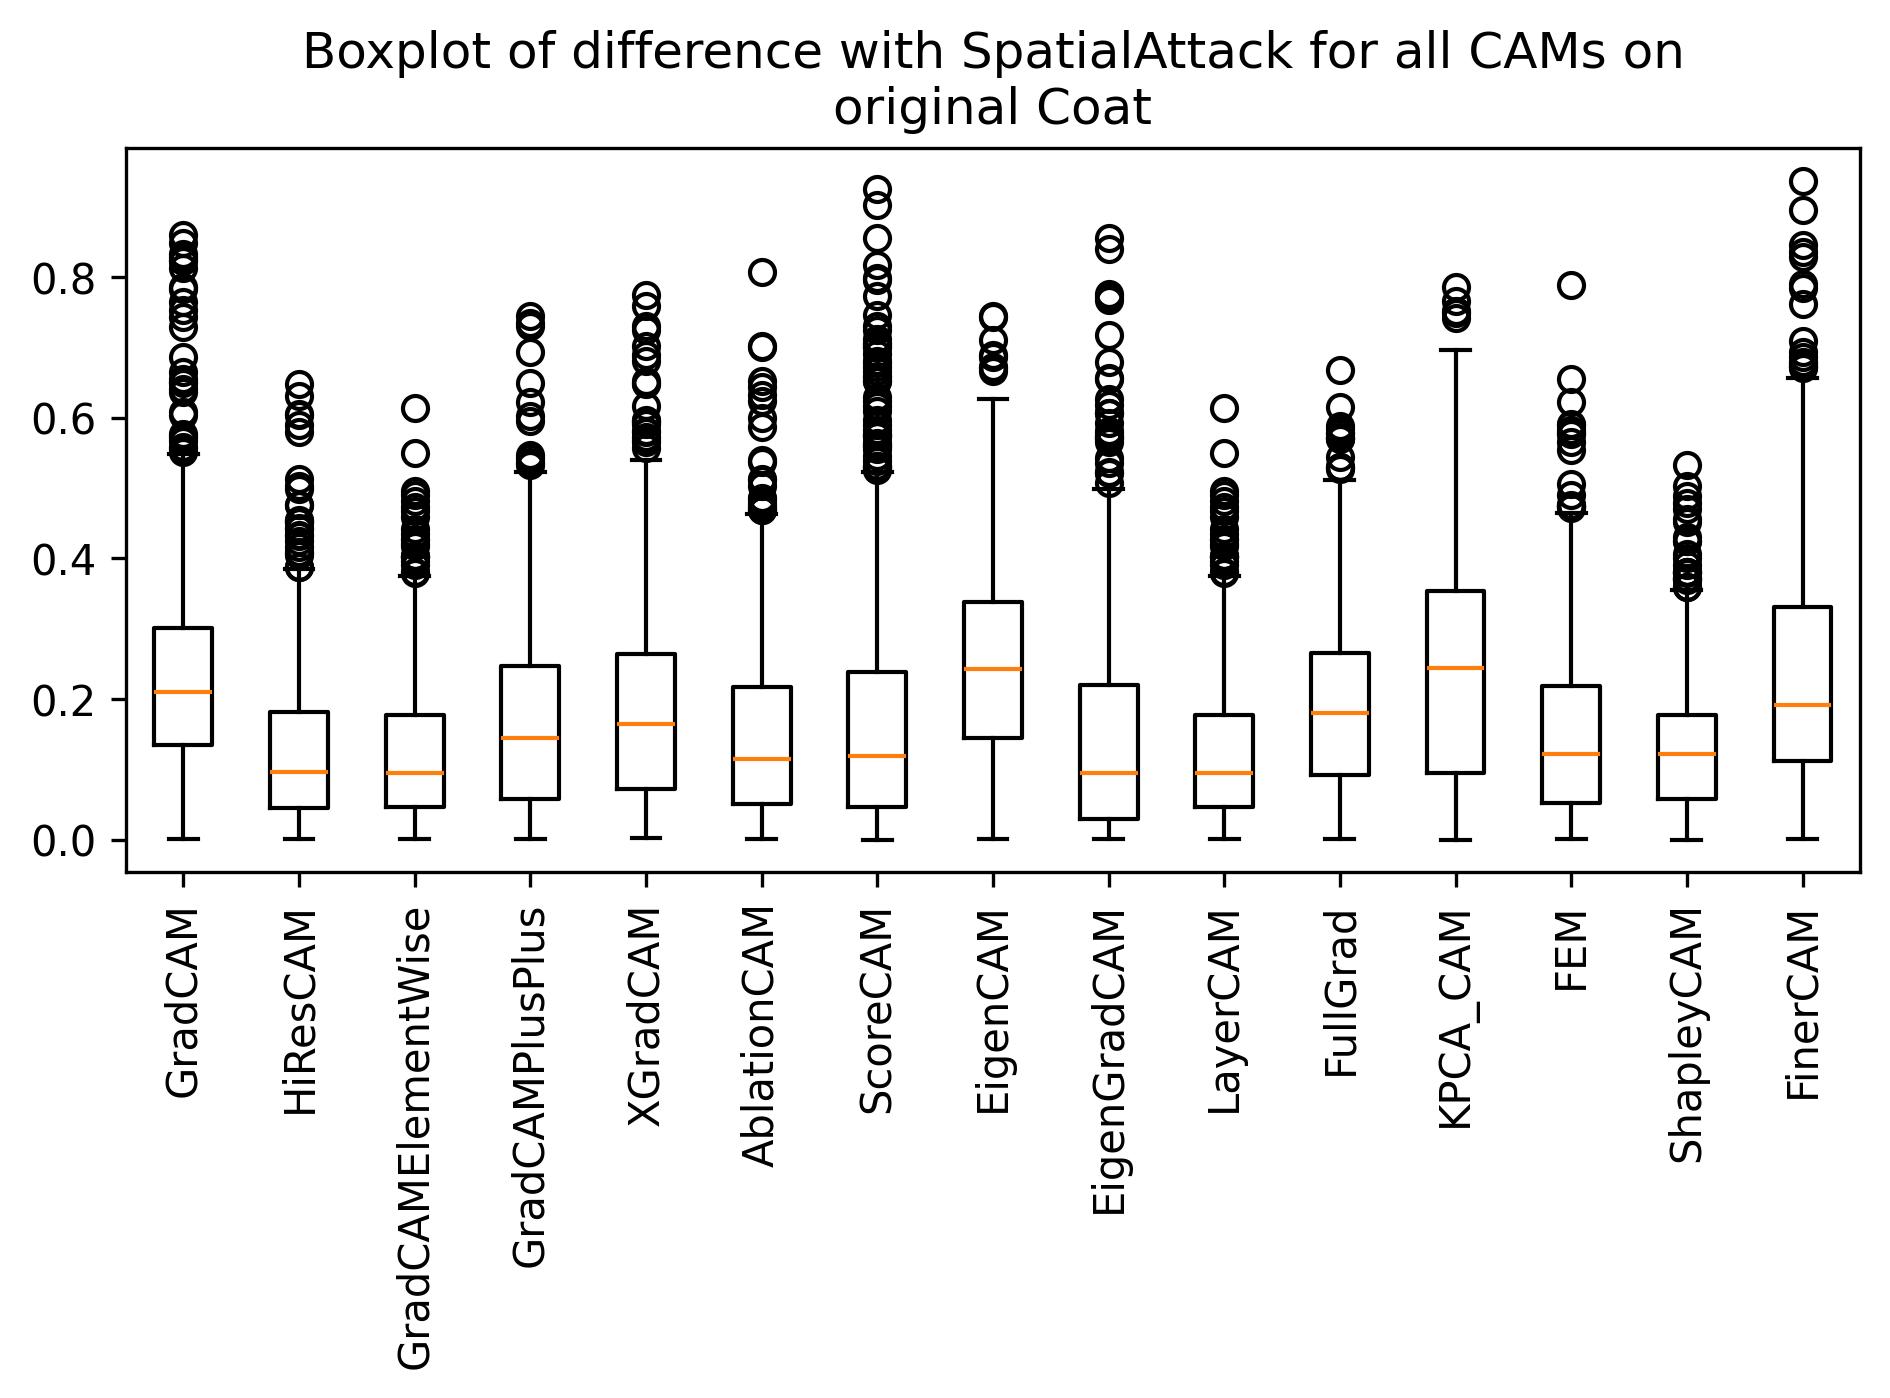 Boxplot of difference with SpatialAttack for all CAMs on
original Coat
0.8
0.6
0.4
0.2
0.0
GradCAM
HiResCAM
GradCAMElementWise
GradCAMPlusPlus
XGradCAM
AblationCAM
ScoreCAM
EigenCAM
EigenGradCAM
LayerCAM
FullGrad
KPCA_CAM
FEM
ShapleyCAM
FinerCAM